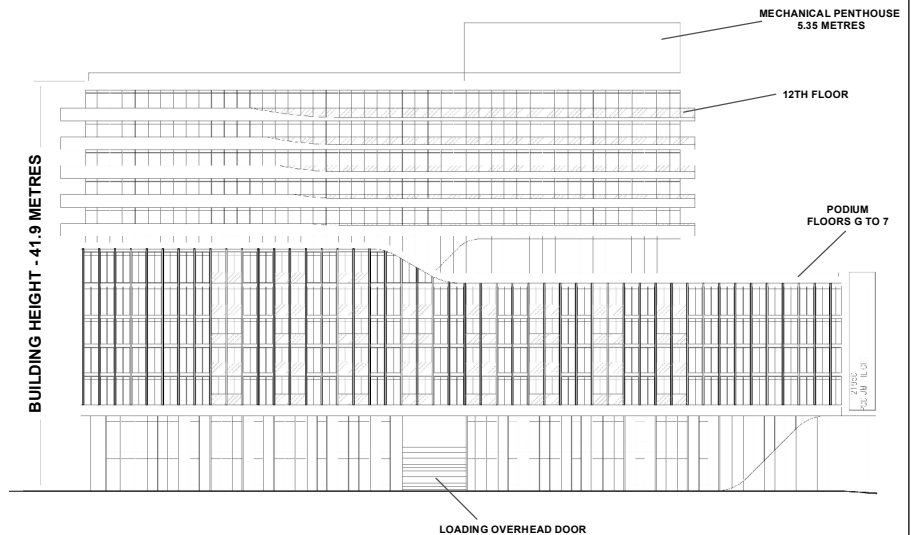 MECHANICAL PENTHOUSE
5.35 METRES
12TH FLOOR
BUILDING HEIGHT - 41.9 METRES
PODIUM
FLOORS G TO 7
LOADING OVERHEAD DOOR